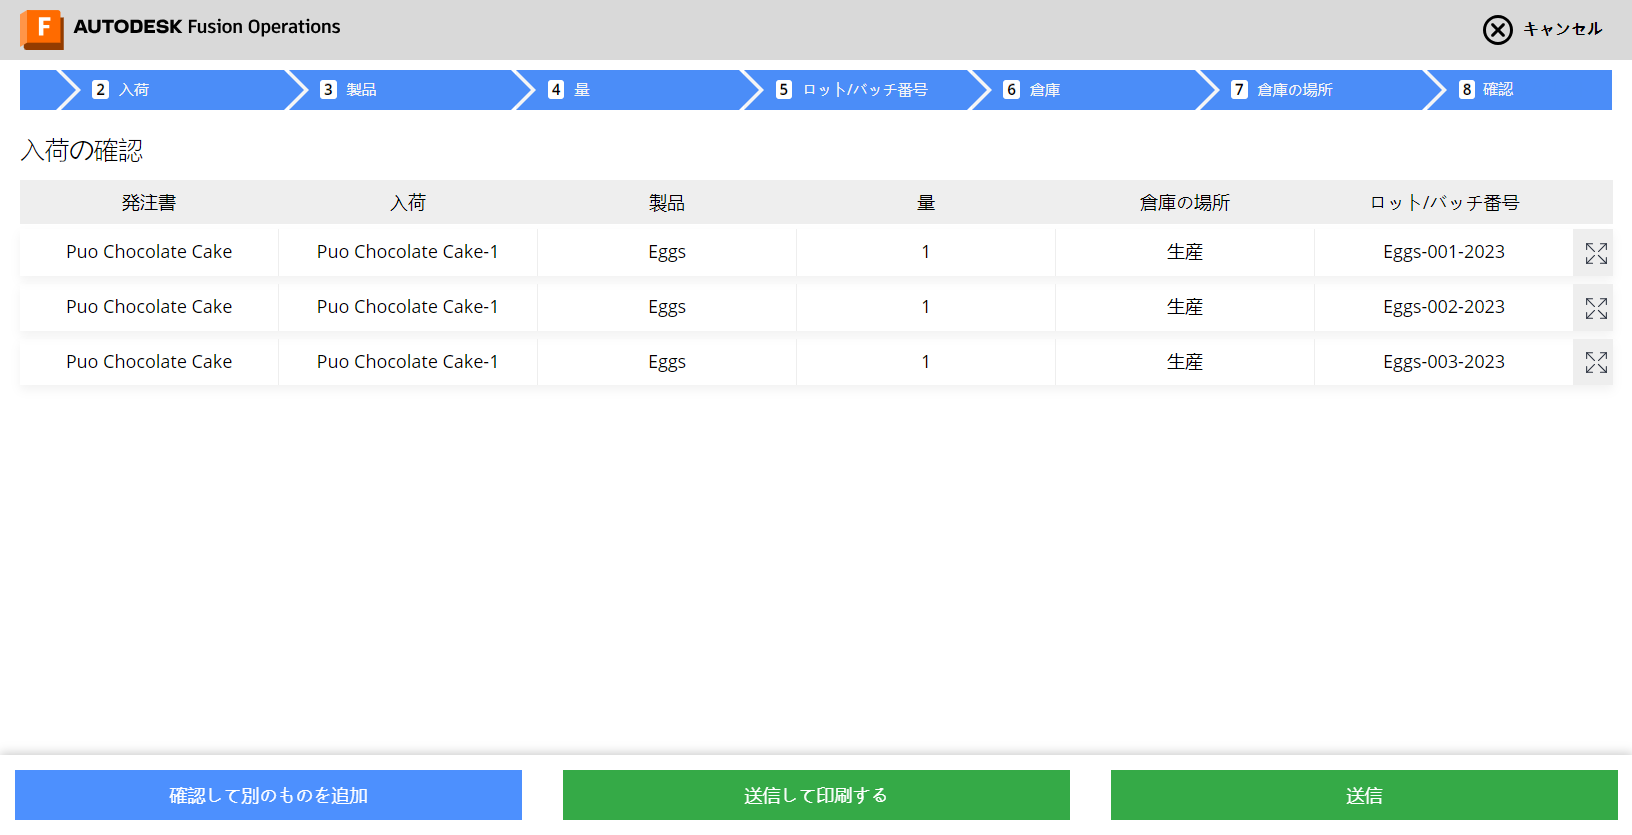 F AUTODESK Fusion Operations キャンセル
2 入荷 3 製品 4 量 5 ロット/バッチ番号 6 倉庫 7 倉庫の場所 8 確認
入荷の確認
発注書 入荷 製品 量 倉庫の場所 ロット/バッチ番号
Puo Chocolate Cake Puo Chocolate Cake-1 Eggs 1 生産 Eggs-001-2023
Puo Chocolate Cake Puo Chocolate Cake-1 Eggs 1 生産 Eggs-002-2023
Puo Chocolate Cake Puo Chocolate Cake-1 Eggs 1 生産 Eggs-003-2023
確認して別のものを追加 送信して印刷する 送信